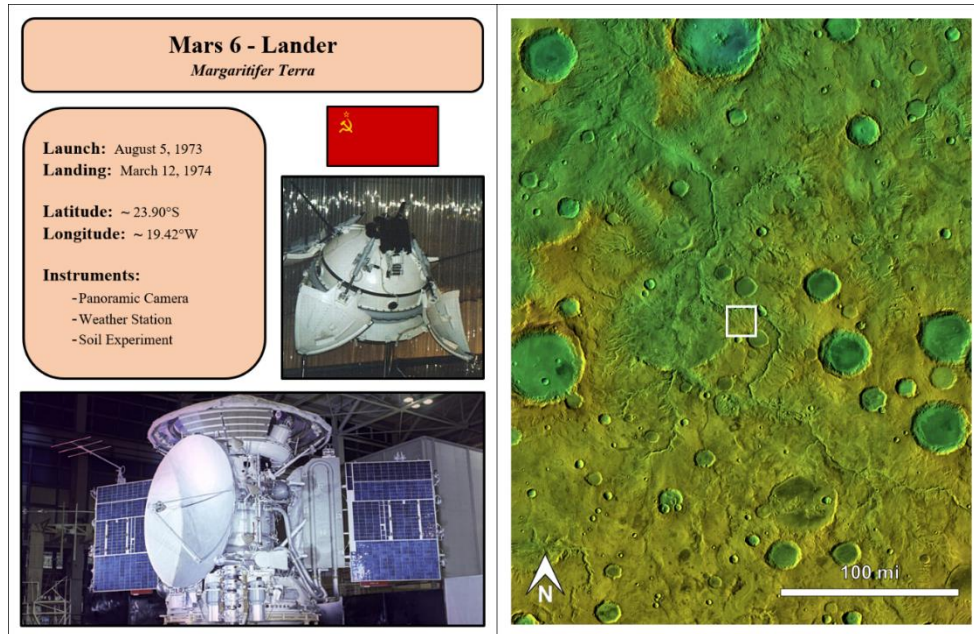 Mars 6 - Lander
Margaritifer Terra
Launch: August 5, 1973
Landing: March 12, 1974
Latitude: ~ 23.90°S
Longitude: ~ 19.42°W
Instruments:
-Panoramic Camera
-Weather Station
-Soil Experiment
N
100 mi